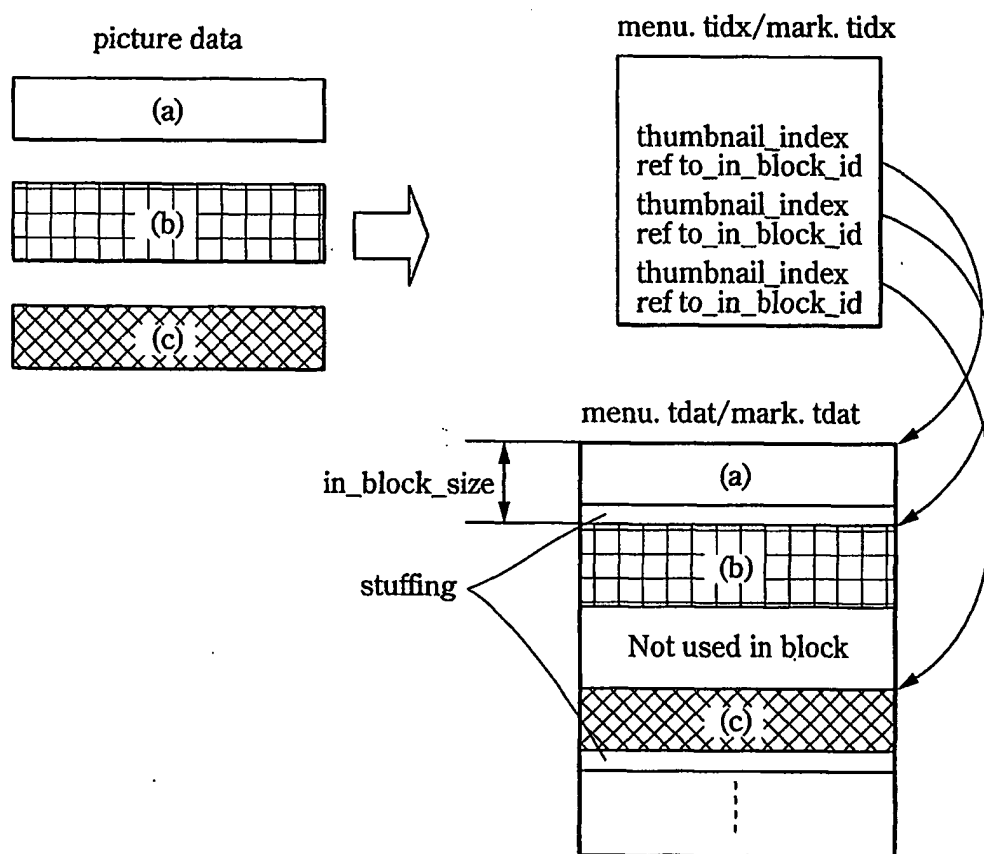 picture data
(a)
(b)
(c)
menu. tidx/mark. tidx
thumbnail_index
ref to_in_block_id
thumbnail_index
ref to_in_block_id
thumbnail_index
ref to_in_block_id
menu. tdat/mark. tdat
in_block_size
(a)
stuffing
(b)
Not used in block
(c)